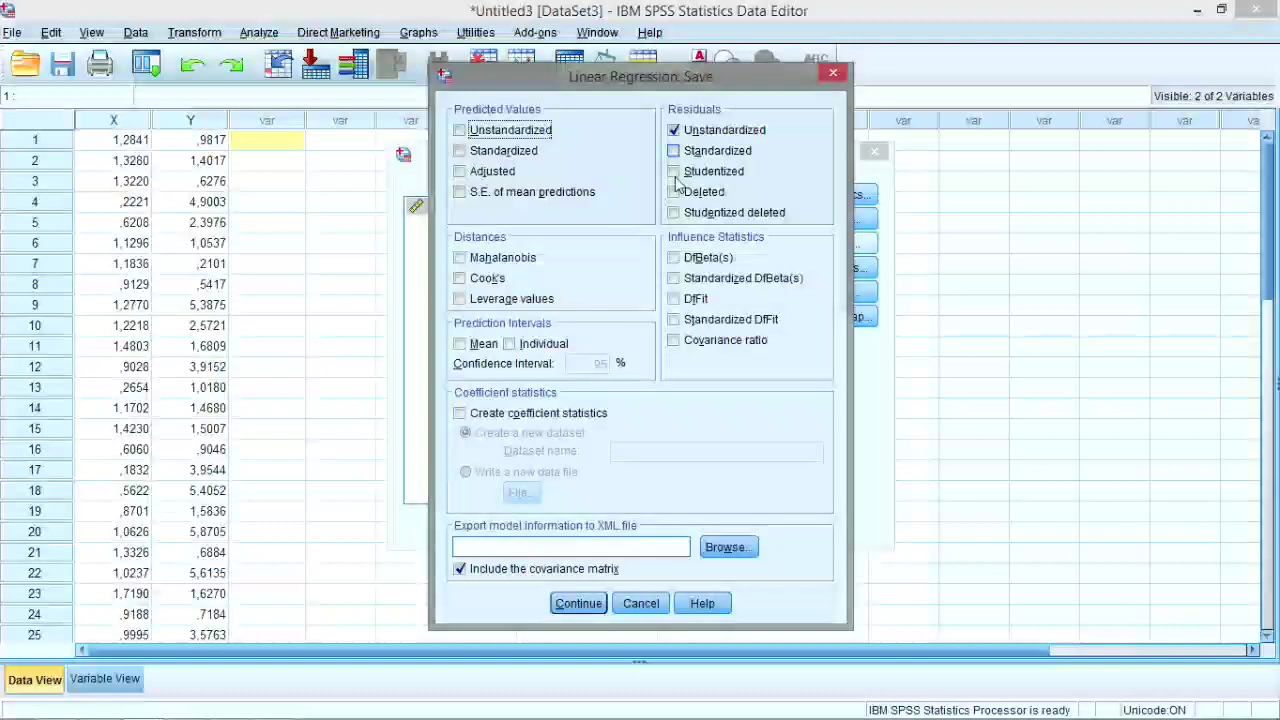 *Untitled3 [DataSet3] - IBM SPSS Statistics Data Editor
File Edit View Data Transform Analyze Direct Marketing Graphs Utilities Add-ons Window Help
1 :
Visible: 2 of 2 Variables
X Y var var var var var var var var
1 1,2841 ,9817
2 1,3280 1,4017
3 1,3220 ,6276
4 ,2221 4,9003
5 ,6208 2,3976
6 1,1296 1,0537
7 1,1836 ,2101
8 ,9129 ,5417
9 1,2770 5,3875
10 1,2218 2,5721
11 1,4803 1,6809
12 ,9028 3,9152
13 ,2654 1,0180
14 1,1702 1,4680
15 1,4230 1,5007
16 ,6060 ,9046
17 ,1832 3,9544
18 ,5622 5,4052
19 ,8701 1,5836
20 1,0626 5,8705
21 1,3326 ,6884
22 1,0237 5,6135
23 1,7190 1,6270
24 ,9188 ,7184
25 ,9995 3,5763
Linear Regression: Save
Predicted Values
Unstandardized
Standardized
Adjusted
S.E. of mean predictions
Residuals
Unstandardized
Standardized
Studentized
Deleted
Studentized deleted
Distances
Mahalanobis
Cook's
Leverage values
Influence Statistics
DfBeta(s)
Standardized DfBeta(s)
DfFit
Standardized DfFit
Covariance ratio
Prediction Intervals
Mean Individual
Confidence Interval: 95 %
Coefficient statistics
Create coefficient statistics
Create a new dataset
Dataset name:
Write a new data file
File...
Export model information to XML file
Browse...
Include the covariance matrix
Continue Cancel Help
Data View Variable View
IBM SPSS Statistics Processor is ready Unicode:ON